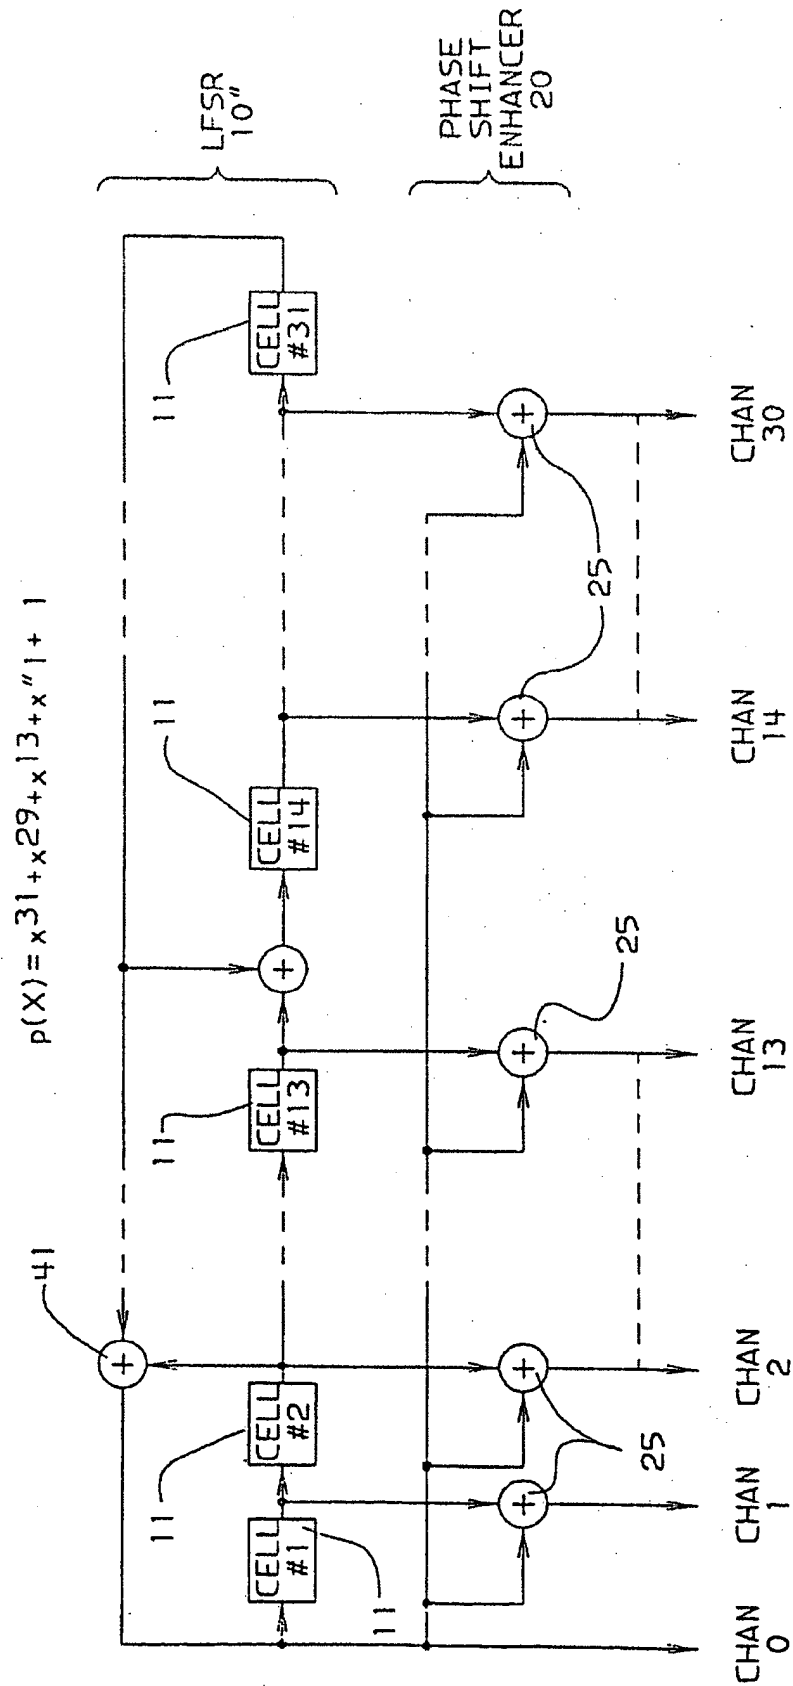 p(X)= x31+x29+x13+x"1+ 1
41
11
11
11
11
LFSR
10"
CELL
#1
CELL
#2
CELL
#13
CELL
#14
CELL
#31
11
PHASE
SHIFT
ENHANCER
20
25
25
25
CHAN
0
CHAN
1
CHAN
2
CHAN
13
CHAN
14
CHAN
30